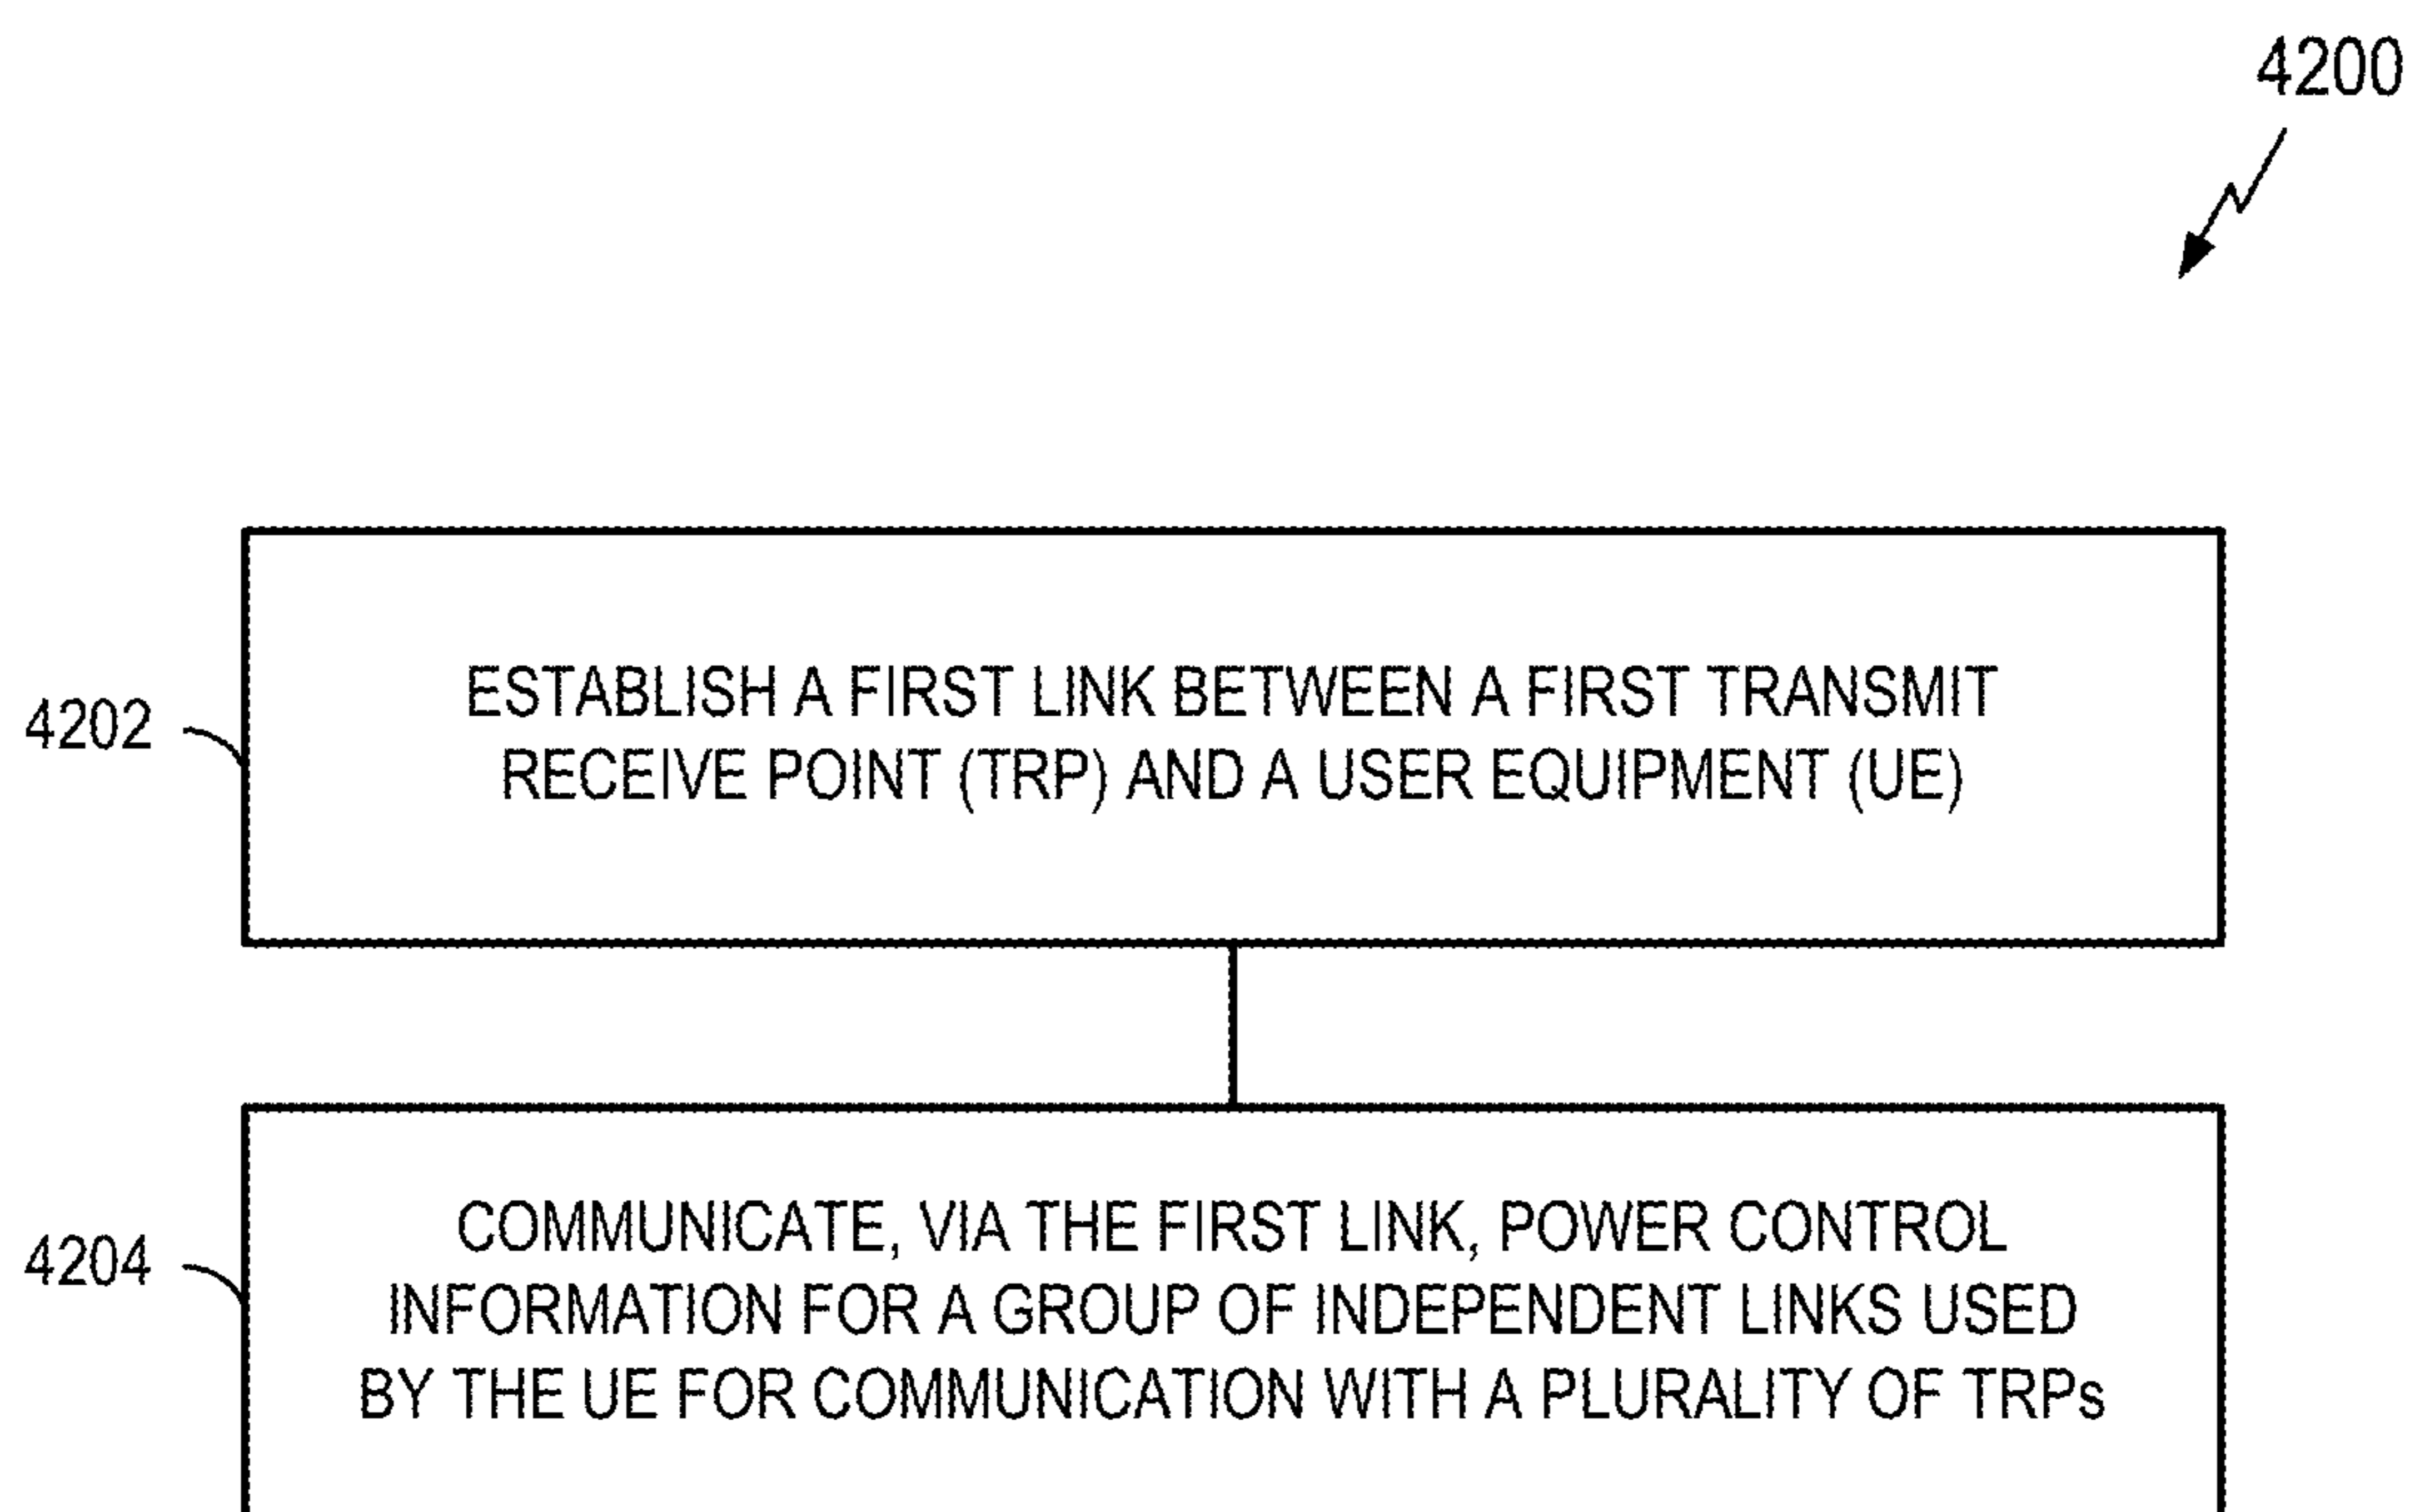 4200
4202
ESTABLISH A FIRST LINK BETWEEN A FIRST TRANSMIT
RECEIVE POINT (TRP) AND A USER EQUIPMENT (UE)
4204
COMMUNICATE, VIA THE FIRST LINK, POWER CONTROL
INFORMATION FOR A GROUP OF INDEPENDENT LINKS USED
BY THE UE FOR COMMUNICATION WITH A PLURALITY OF TRPs